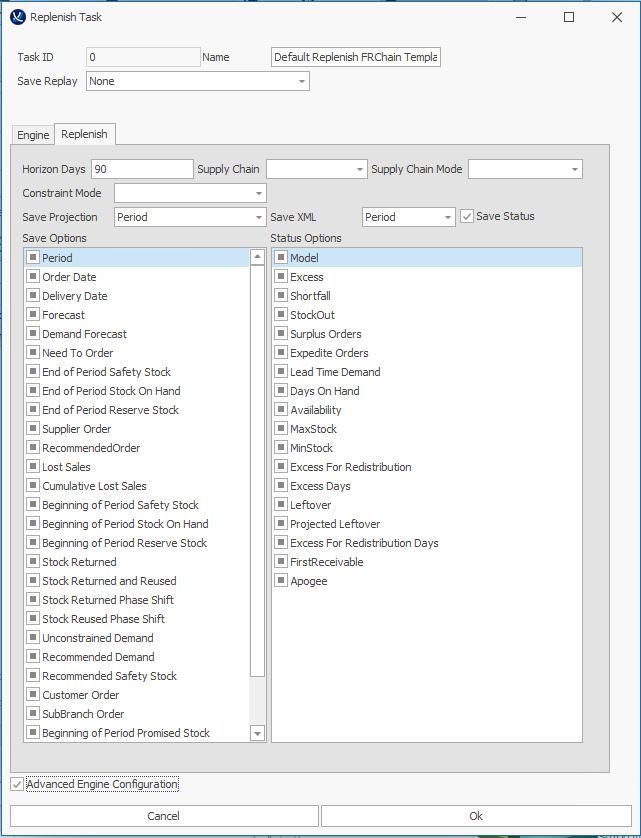 Replenish Task
Task ID 0 Name Default Replenish FRChain Templa
Save Replay None
Engine Replenish
Horizon Days 90 Supply Chain Supply Chain Mode
Constraint Mode
Save Projection Period Save XML Period Save Status
Save Options Status Options
Period Model
Order Date Excess
Delivery Date Shortfall
Forecast StockOut
Demand Forecast Surplus Orders
Need To Order Expedite Orders
End of Period Safety Stock Lead Time Demand
End of Period Stock On Hand Days On Hand
End of Period Reserve Stock Availability
Supplier Order MaxStock
RecommendedOrder MinStock
Lost Sales Excess For Redistribution
Cumulative Lost Sales Excess Days
Beginning of Period Safety Stock Leftover
Beginning of Period Stock On Hand Projected Leftover
Beginning of Period Reserve Stock Excess For Redistribution Days
Stock Returned FirstReceivable
Stock Returned and Reused Apogee
Stock Returned Phase Shift
Stock Reused Phase Shift
Unconstrained Demand
Recommended Demand
Recommended Safety Stock
Customer Order
SubBranch Order
Beginning of Period Promised Stock
Advanced Engine Configuration
Cancel Ok